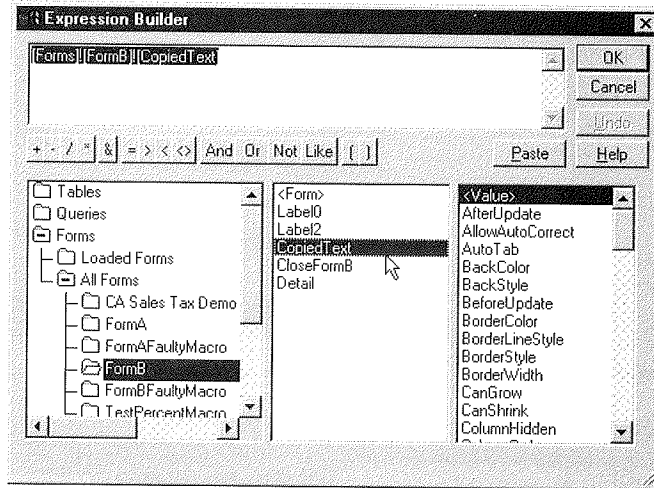 Expression Builder
[Forms]![FormB]![CopiedText]
OK
Cancel
Undo
+ - / * & = > < <> And Or Not Like ( )
Paste
Help
Tables
Queries
Forms
Loaded Forms
All Forms
CA Sales Tax Demo
FormA
FormAFaultyMacro
FormB
FormBFaultyMacro
TestPercentMacro
<Form>
Label0
Label2
CopiedText
CloseFormB
Detail
<Value>
AfterUpdate
AllowAutoCorrect
AutoTab
BackColor
BackStyle
BeforeUpdate
BorderColor
BorderLineStyle
BorderStyle
BorderWidth
CanGrow
CanShrink
ColumnHidden